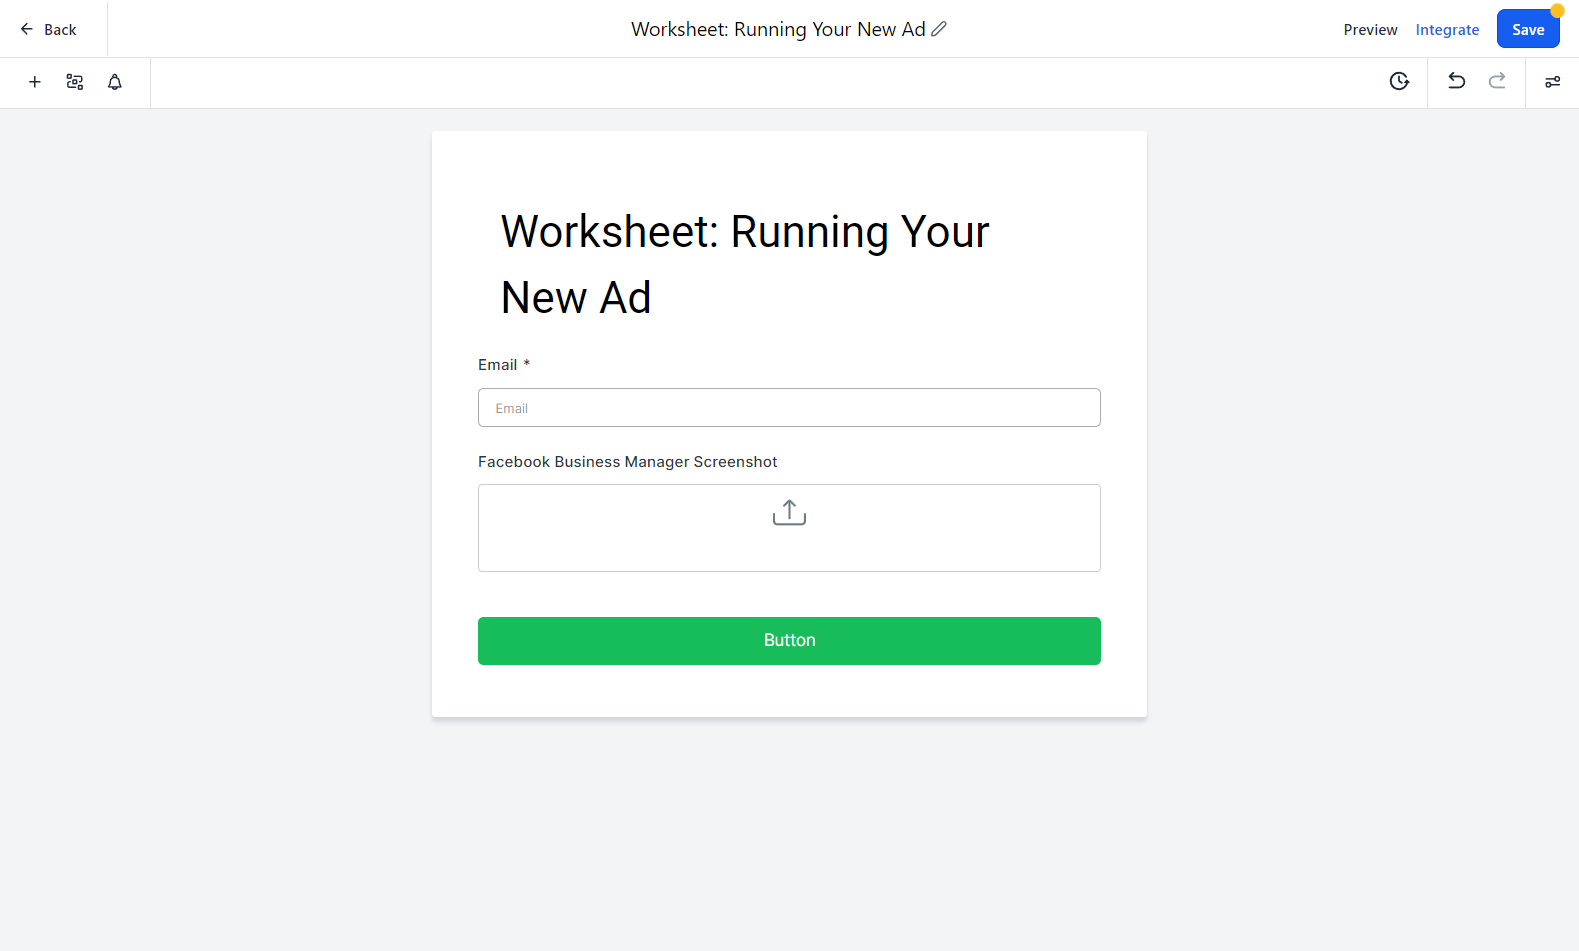 Back
Worksheet: Running Your New Ad
Preview
Integrate
Save
Worksheet: Running Your
New Ad
Email *
Email
Facebook Business Manager Screenshot
Button